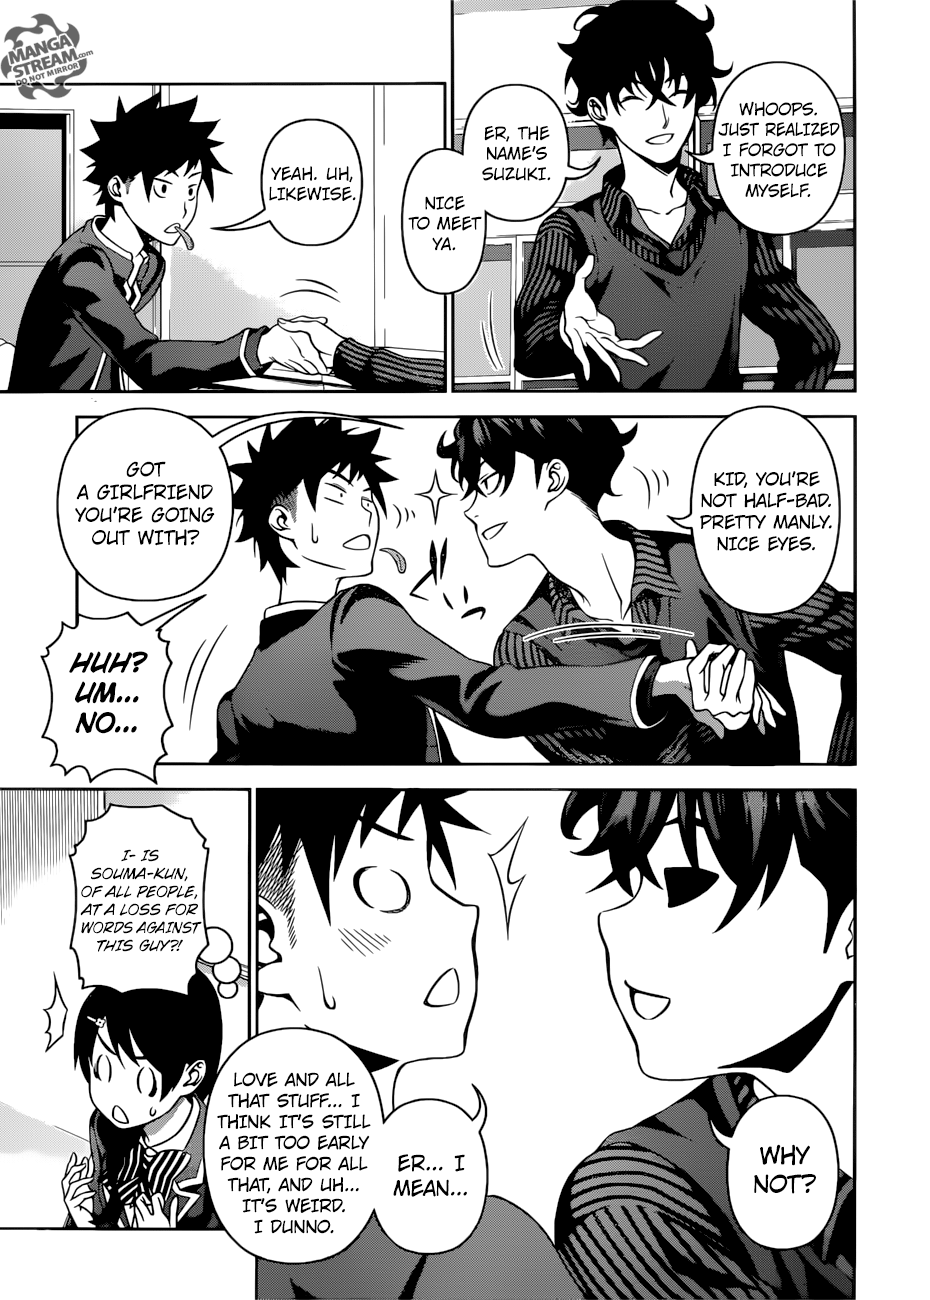 MANGA
STREAM.com
DO NOT MIRROR
WHOOPS.
JUST REALIZED
I FORGOT TO
INTRODUCE
MYSELF.
ER, THE
NAME'S
SUZUKI.
NICE
TO MEET
YA.
YEAH. UH,
LIKEWISE.
KID, YOU'RE
NOT HALF-BAD.
PRETTY MANLY.
NICE EYES.
GOT
A GIRLFRIEND
YOU'RE GOING
OUT WITH?
HUH?
UM...
NO...
WHY
NOT?
ER... I
MEAN...
LOVE AND ALL
THAT STUFF... I
THINK IT'S STILL
A BIT TOO EARLY
FOR ME FOR ALL
THAT, AND UH...
IT'S WEIRD.
I DUNNO.
I- IS
SOUMA-KUN,
OF ALL PEOPLE,
AT A LOSS FOR
WORDS AGAINST
THIS GUY?!